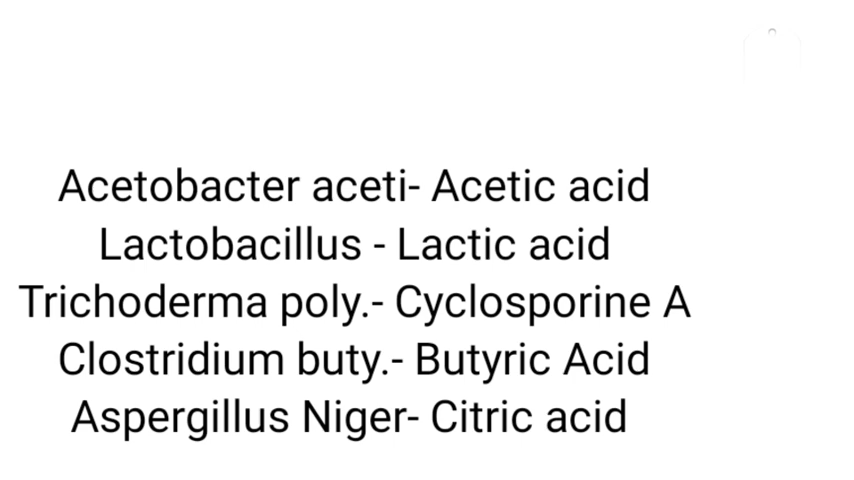 Acetobacter aceti- Acetic acid
Lactobacillus - Lactic acid
Trichoderma poly.- Cyclosporine A
Clostridium buty.- Butyric Acid
Aspergillus Niger- Citric acid